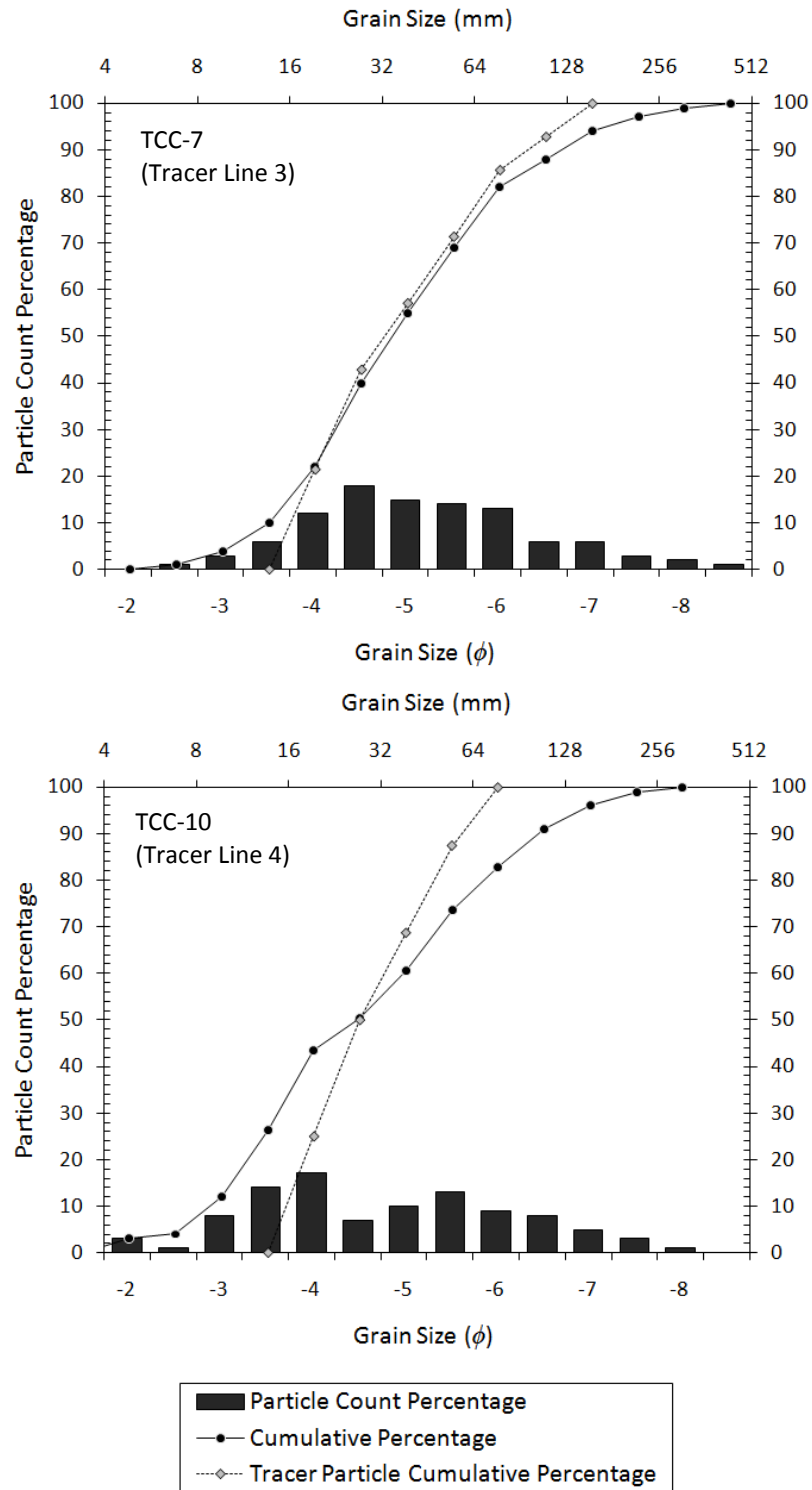 Grain Size (mm)
4 8 16 32 64 128 256 512
100 100
TCC-7
(Tracer Line 3)
90 90
80 80
70 70
60 60
50 50
40 40
30 30
20 20
10 10
0 0
Particle Count Percentage
-2 -3 -4 -5 -6 -7 -8
Grain Size (ϕ)
Grain Size (mm)
4 8 16 32 64 128 256 512
100 100
TCC-10
(Tracer Line 4)
90 90
80 80
70 70
60 60
50 50
40 40
30 30
20 20
10 10
0 0
Particle Count Percentage
-2 -3 -4 -5 -6 -7 -8
Grain Size (ϕ)
Particle Count Percentage
Cumulative Percentage
Tracer Particle Cumulative Percentage